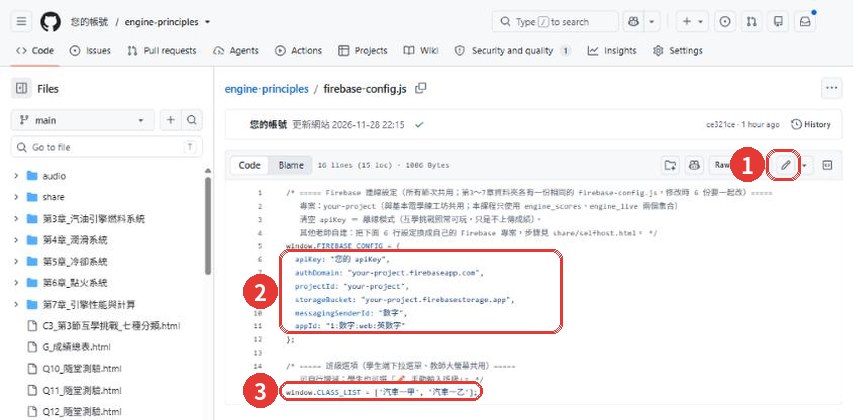 您的帳號 / engine-principles
Type / to search
Code
Issues
Pull requests
Agents
Actions
Projects
Wiki
Security and quality 1
Insights
Settings
Files
engine-principles / firebase-config.js
main
Go to file
T
您的帳號 更新網站 2026-11-28 22:15
ce321ce · 1 hour ago
History
Code
Blame
16 lines (15 loc) · 1006 Bytes
Raw
1
audio
share
第3章_汽油引擎燃料系統
第4章_潤滑系統
第5章_冷卻系統
第6章_點火系統
第7章_引擎性能與計算
C3_第3節互學挑戰_七種分類.html
G_成績總表.html
Q10_隨堂測驗.html
Q11_隨堂測驗.html
Q12_隨堂測驗.html
1 /* ===== Firebase 連線設定（所有節次共用；第3～7章資料夾各有一份相同的 firebase-config.js，修改時 6 份要一起改）=====
2 專案：your-project（與基本電學線工坊共用；本課程只使用 engine_scores、engine_live 兩個集合）
3 清空 apiKey ＝ 離線模式（互學挑戰照常可玩，只是不上傳成績）。
4 其他老師自建：把下面 6 行設定換成自己的 Firebase 專案，步驟見 share/selfhost.html。 */
5 window.FIREBASE_CONFIG = {
6 apiKey: "您的 apiKey",
7 authDomain: "your-project.firebaseapp.com",
projectId: "your-project",
storageBucket: "your-project.firebasestorage.app",
10 messagingSenderId: "數字",
11 appId: "1:數字:web:英數字"
12 };
13
14 /* ===== 班級選項（學生端下拉選單、教師大螢幕共用）=====
window.CLASS_LIST = ['汽車一甲', '汽車一乙'];
2
3